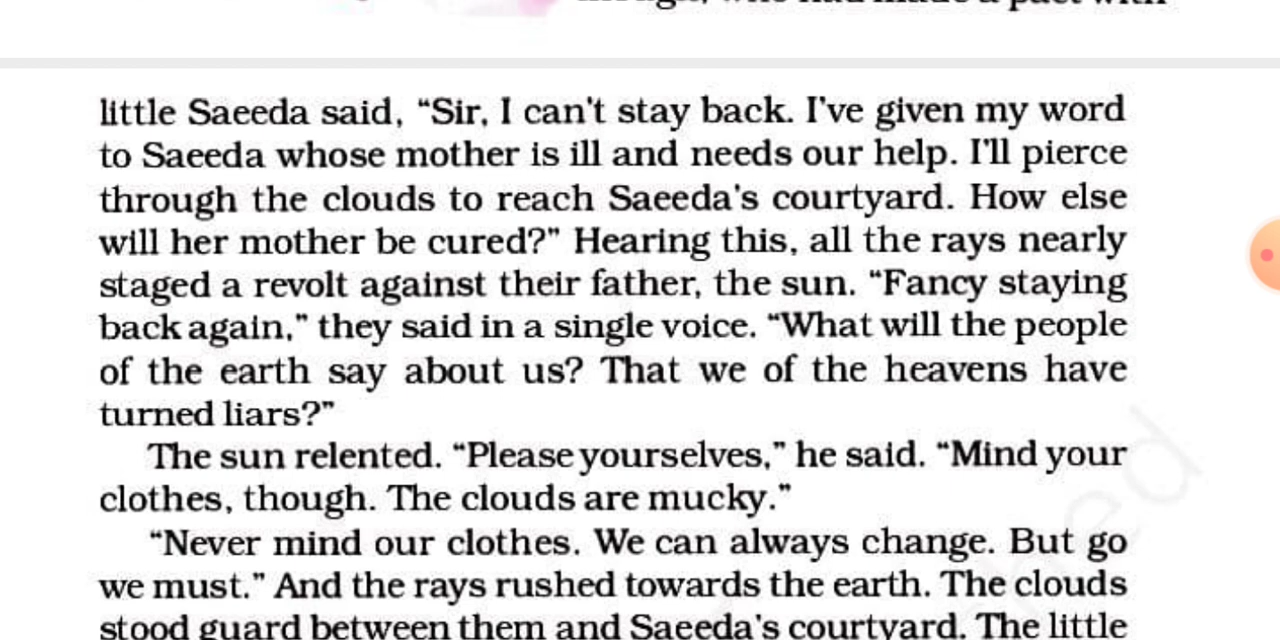 who had made a pact with
little Saeeda said, “Sir, I can't stay back. I've given my word
to Saeeda whose mother is ill and needs our help. I'll pierce
through the clouds to reach Saeeda's courtyard. How else
will her mother be cured?” Hearing this, all the rays nearly
staged a revolt against their father, the sun. “Fancy staying
back again,” they said in a single voice. “What will the people
of the earth say about us? That we of the heavens have
turned liars?”
The sun relented. “Please yourselves,” he said. “Mind your
clothes, though. The clouds are mucky.”
“Never mind our clothes. We can always change. But go
we must.” And the rays rushed towards the earth. The clouds
stood guard between them and Saeeda's courtyard. The little